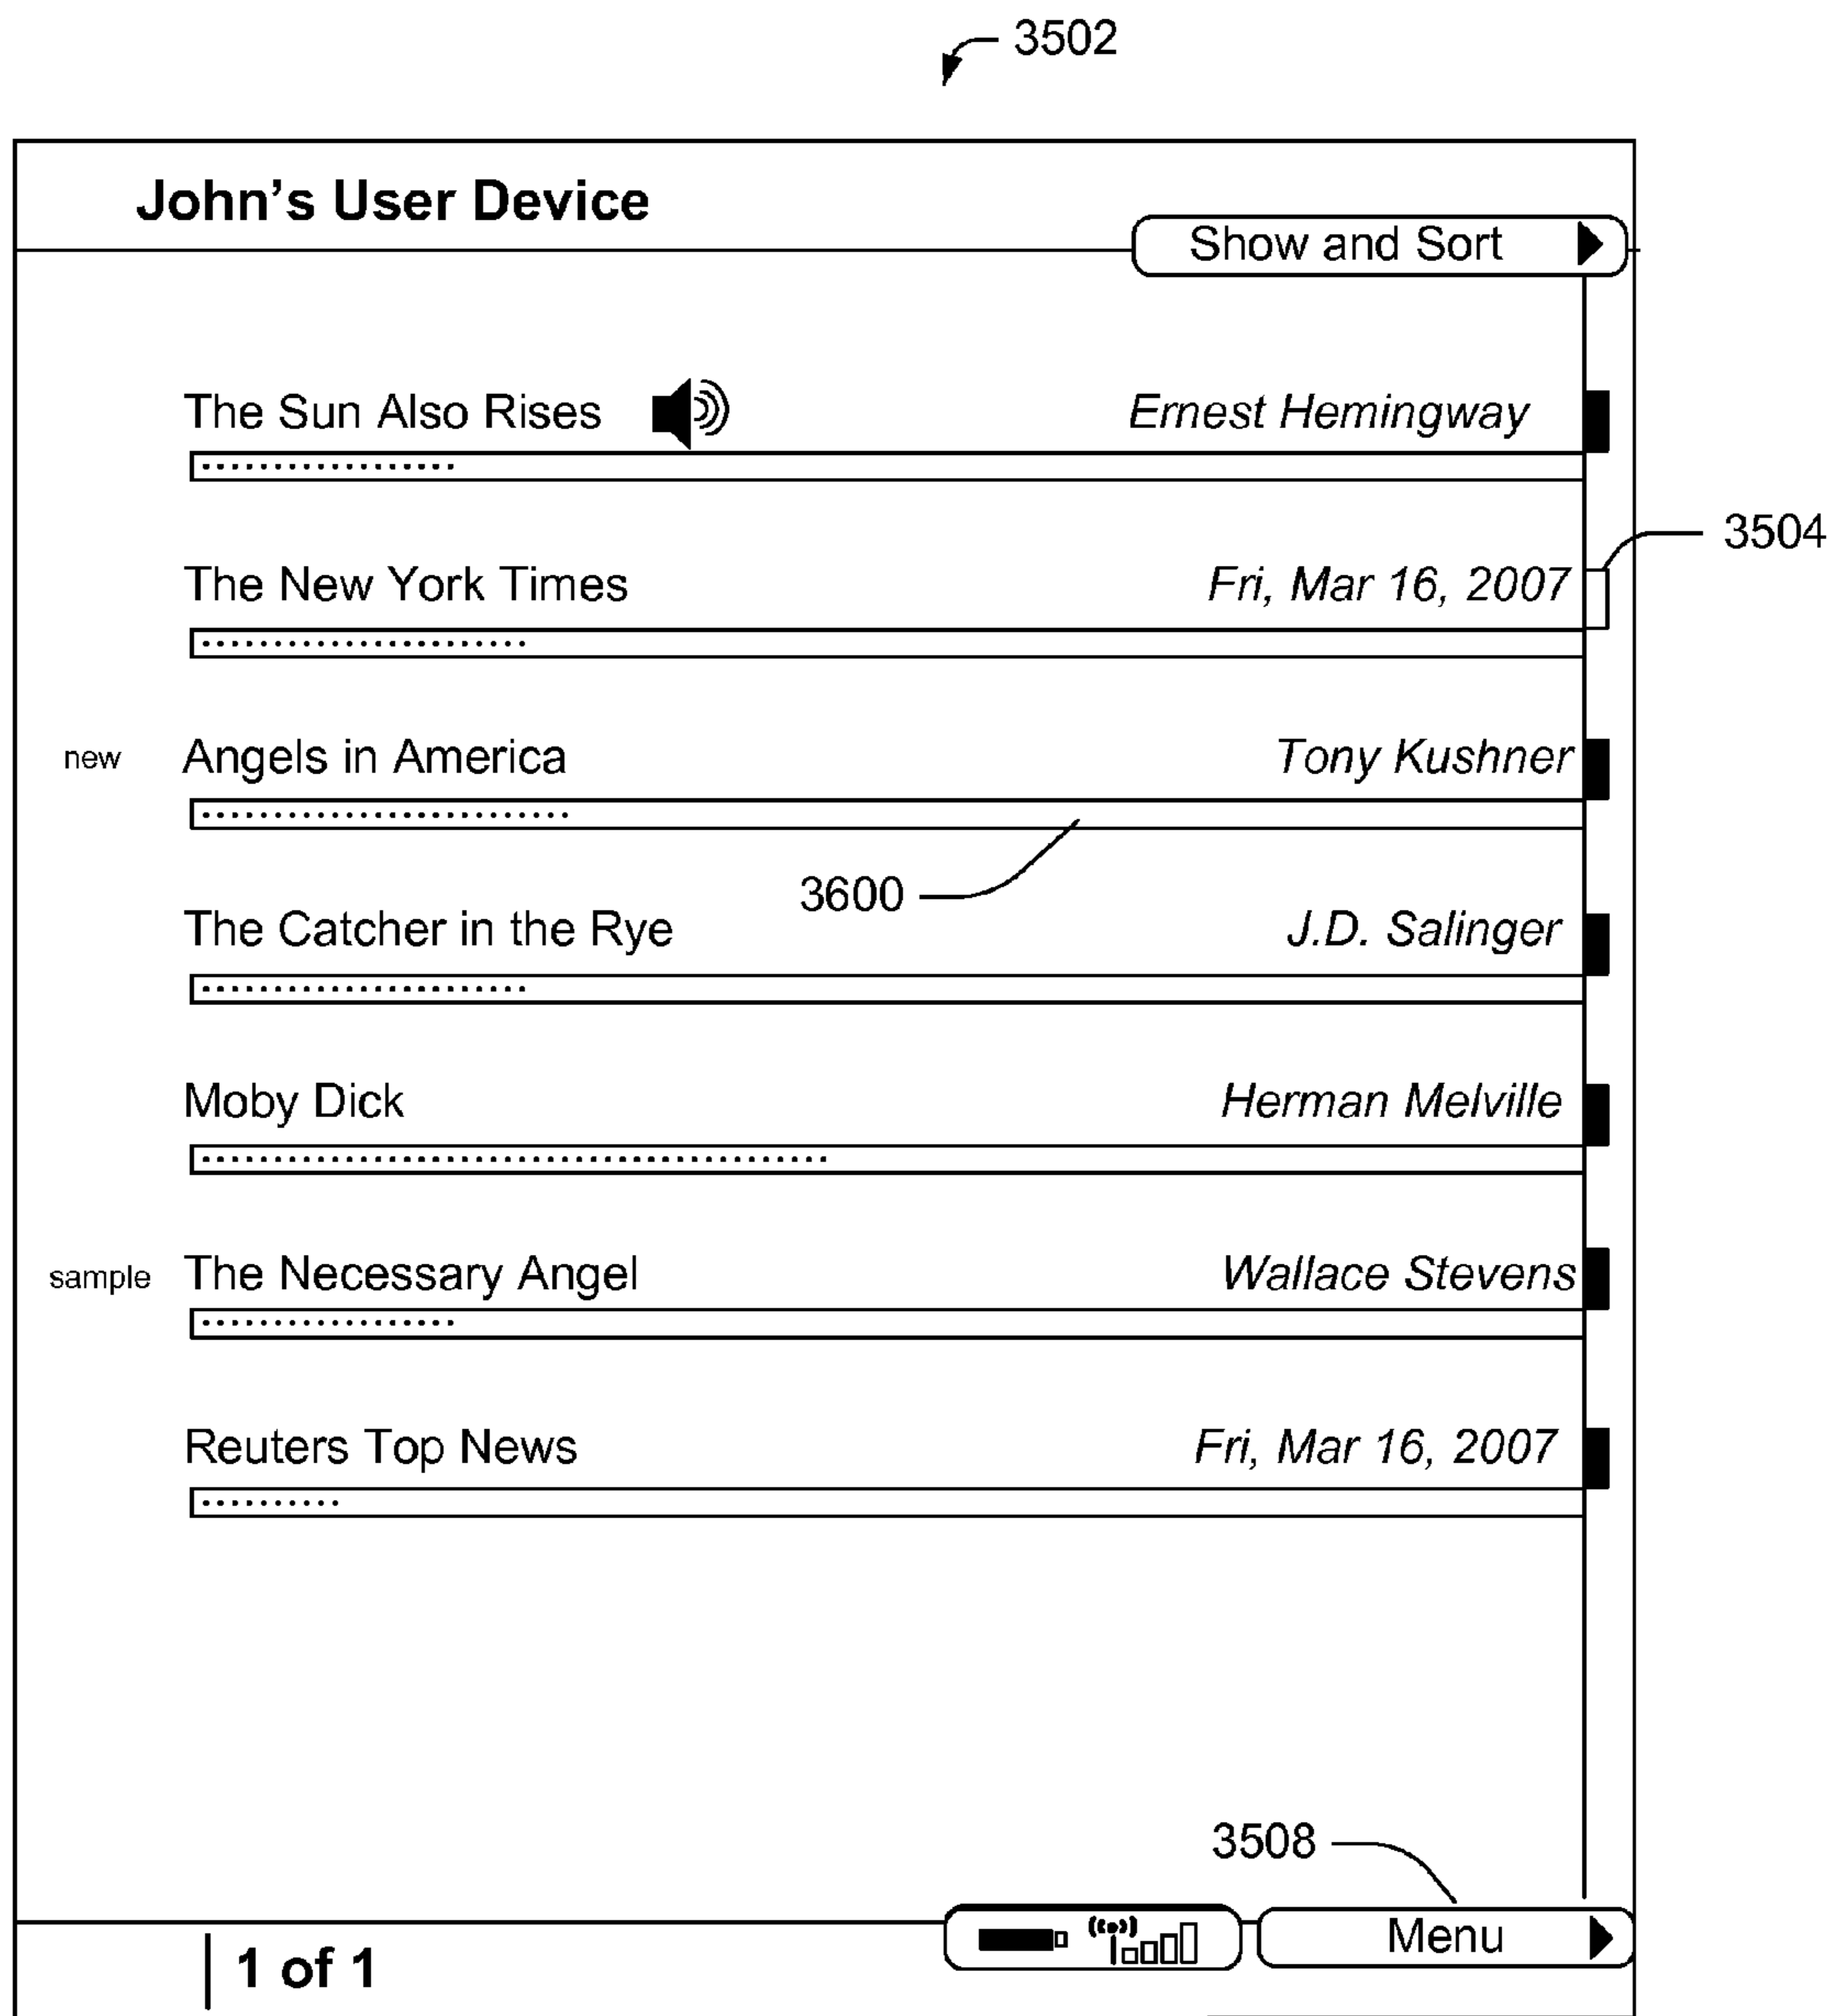 3502
John's User Device
Show and Sort
The Sun Also Rises Ernest Hemingway
3504
The New York Times Fri, Mar 16, 2007
new Angels in America Tony Kushner
3600
The Catcher in the Rye J.D. Salinger
Moby Dick Herman Melville
sample The Necessary Angel Wallace Stevens
Reuters Top News Fri, Mar 16, 2007
3508
Menu
1 of 1